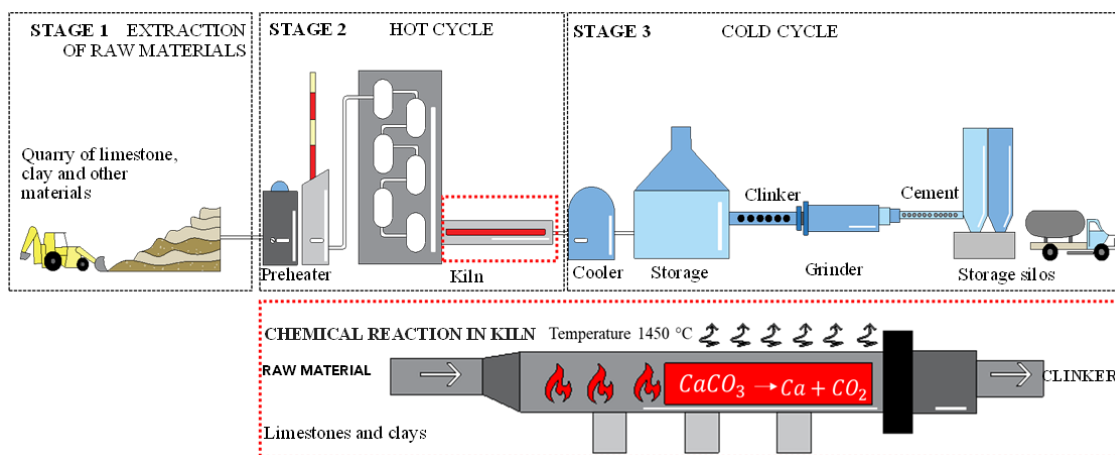 STAGE 1 EXTRACTION
OF RAW MATERIALS
Quarry of limestone,
clay and other
materials
STAGE 2 HOT CYCLE
Preheater
Kiln
STAGE 3 COLD CYCLE
Cooler
Storage
Clinker
Grinder
Cement
Storage silos
CHEMICAL REACTION IN KILN Temperature 1450 °C
RAW MATERIAL
CaCO₃ → Ca + CO₂
CLINKER
Limestones and clays